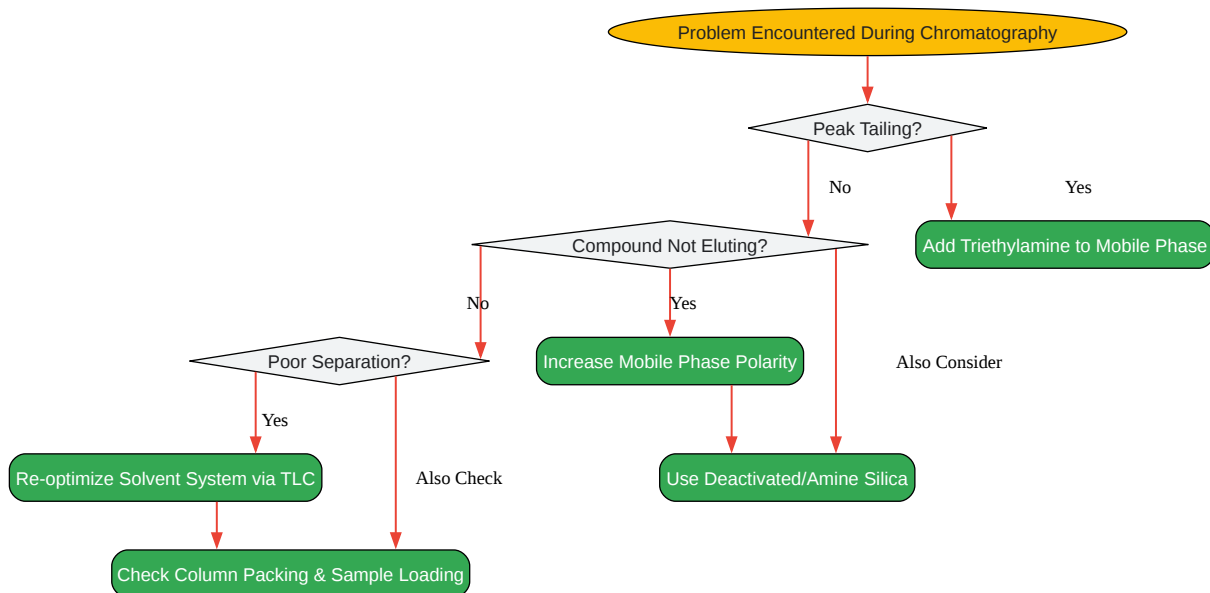 Problem Encountered During Chromatography
Peak Tailing?
No
Yes
Compound Not Eluting?
Add Triethylamine to Mobile Phase
No
Yes
Poor Separation?
Increase Mobile Phase Polarity
Also Consider
Yes
Re-optimize Solvent System via TLC
Also Check
Use Deactivated/Amine Silica
Check Column Packing & Sample Loading